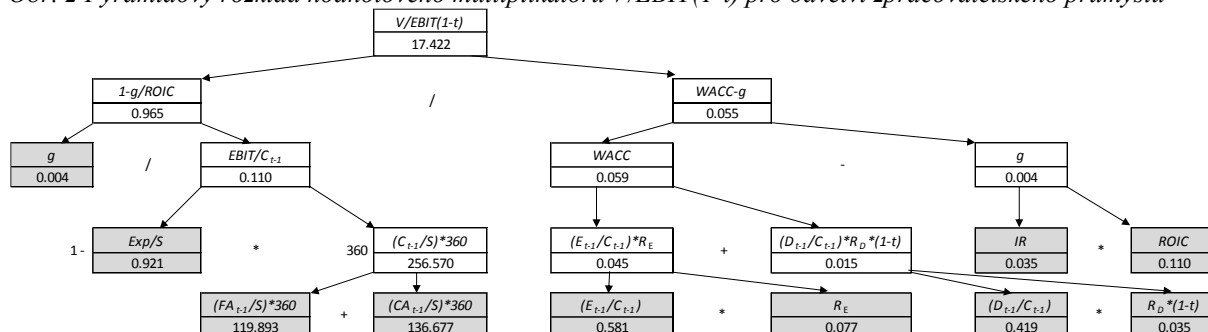 Obr. 2 Pyramidový rozklad hodnotového multiplikátoru V/EBIT(1-t) pro odvětví zpracovatelského průmyslu
V/EBIT(1-t)
17.422
1-g/ROIC / WACC-g
0.965 0.055
g / EBIT/C t-1 WACC - g
0.004 0.110 0.059 0.004
1 - Exp/S * 360 (C t-1/S)*360 (E t-1/C t-1)*R E + (D t-1/C t-1)*R D*(1-t) IR * ROIC
0.921 256.570 0.045 0.015 0.035 0.110
(FA t-1/S)*360 + (CA t-1/S)*360 (E t-1/C t-1) * R E (D t-1/C t-1) * R D*(1-t)
119.893 136.677 0.581 0.077 0.419 0.035